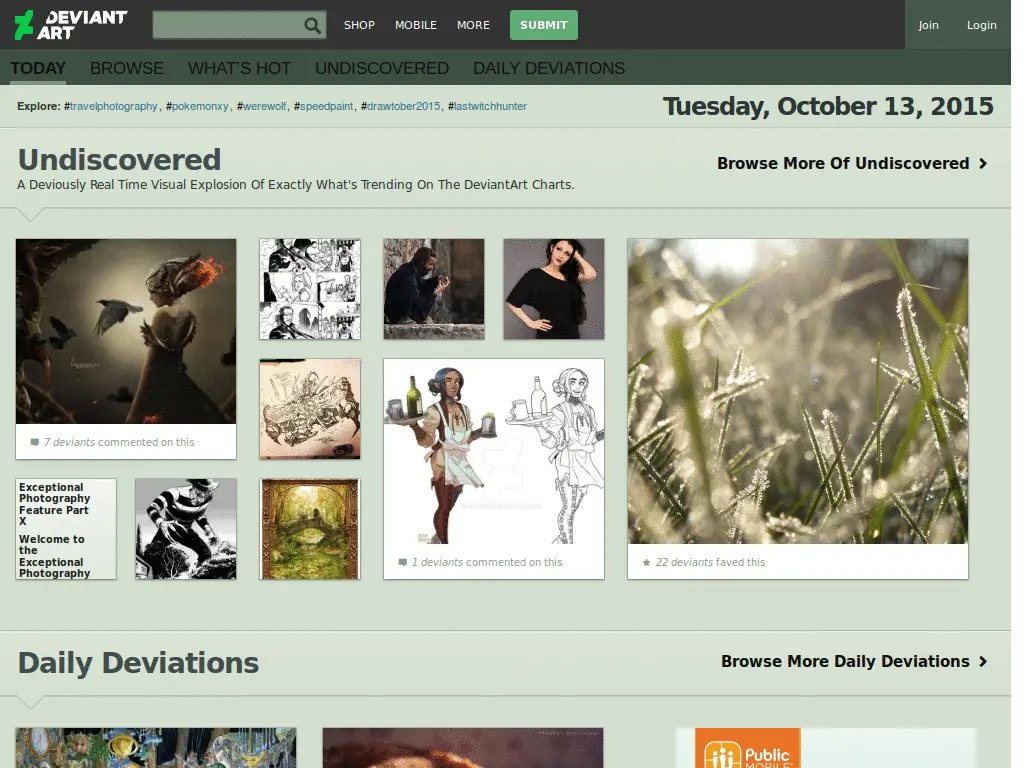 DEVIANT
ART
SHOP MOBILE MORE SUBMIT Join Login
TODAY BROWSE WHAT'S HOT UNDISCOVERED DAILY DEVIATIONS
Explore: #travelphotography, #pokemonxy, #werewolf, #speedpaint, #drawtober2015, #lastwitchhunter
Tuesday, October 13, 2015
Undiscovered
Browse More Of Undiscovered
A Deviously Real Time Visual Explosion Of Exactly What's Trending On The DeviantArt Charts.
7 deviants commented on this
Exceptional
Photography
Feature Part
X
Welcome to
the
Exceptional
Photography
1 deviants commented on this
22 deviants faved this
Daily Deviations
Browse More Daily Deviations
Public
MOBILE